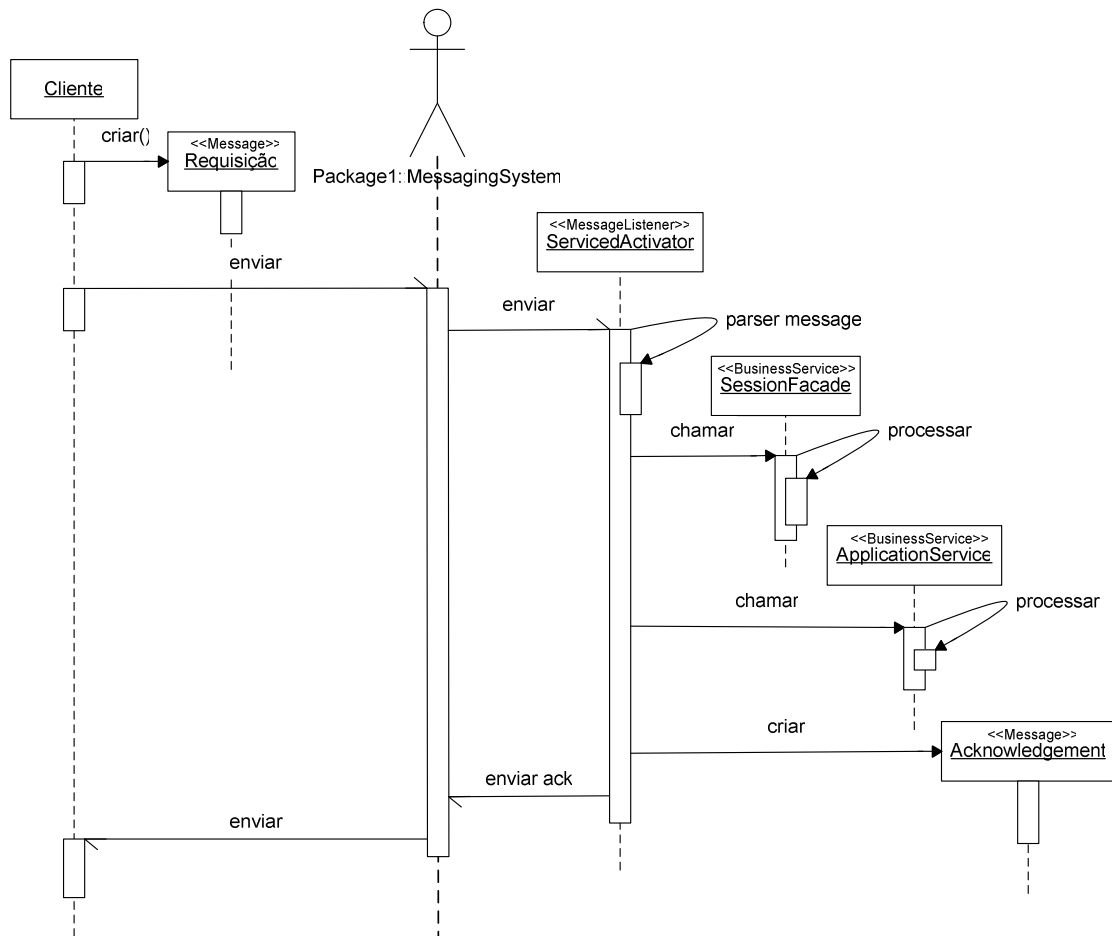 Cliente
criar()
<<Message>>
Requisição
Package1::MessagingSystem
<<MessageListener>>
ServicedActivator
enviar
enviar
parser message
<<BusinessService>>
SessionFacade
chamar
processar
<<BusinessService>>
ApplicationService
chamar
processar
criar
<<Message>>
Acknowledgement
enviar ack
enviar